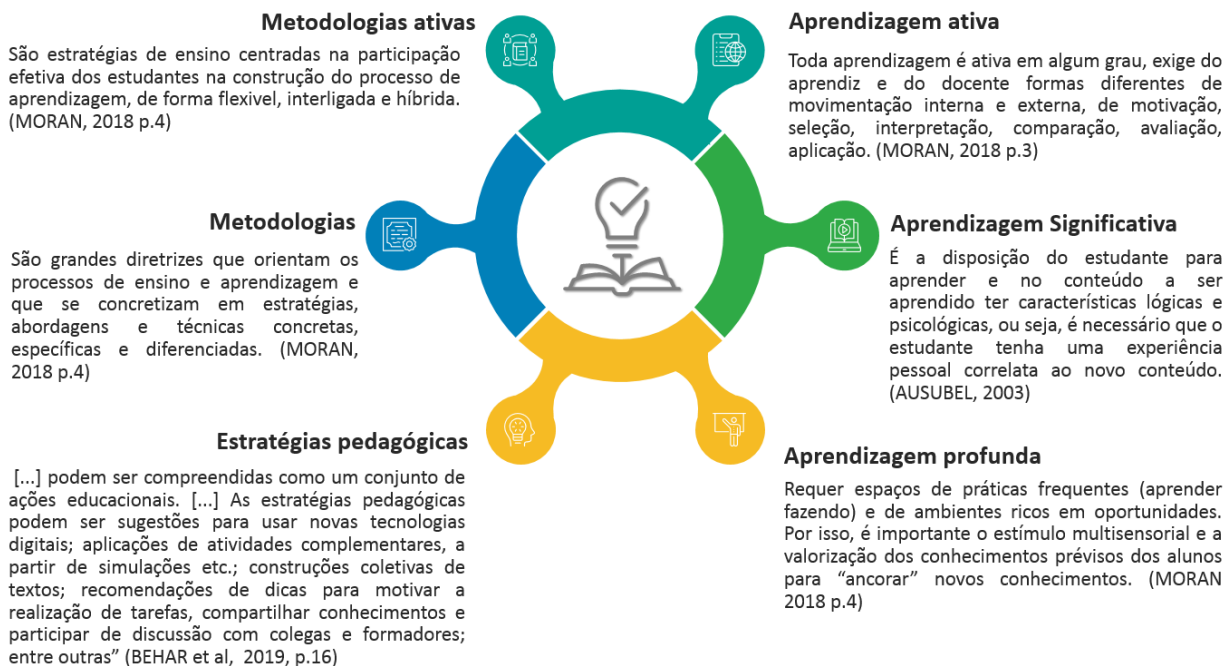 Metodologias ativas
São estratégias de ensino centradas na participação
efetiva dos estudantes na construção do processo de
aprendizagem, de forma flexivel, interligada e híbrida.
(MORAN, 2018 p.4)
Aprendizagem ativa
Toda aprendizagem é ativa em algum grau, exige do
aprendiz e do docente formas diferentes de
movimentação interna e externa, de motivação,
seleção, interpretação, comparação, avaliação,
aplicação. (MORAN, 2018 p.3)
Metodologias
São grandes diretrizes que orientam os
processos de ensino e aprendizagem e
que se concretizam em estratégias,
abordagens e técnicas concretas,
específicas e diferenciadas. (MORAN,
2018 p.4)
Aprendizagem Significativa
É a disposição do estudante para
aprender e no conteúdo a ser
aprendido ter características lógicas e
psicológicas, ou seja, é necessário que o
estudante tenha uma experiência
pessoal correlata ao novo conteúdo.
(AUSUBEL, 2003)
Estratégias pedagógicas
[...] podem ser compreendidas como um conjunto de
ações educacionais. [...] As estratégias pedagógicas
podem ser sugestões para usar novas tecnologias
digitais; aplicações de atividades complementares, a
partir de simulações etc.; construções coletivas de
textos; recomendações de dicas para motivar a
realização de tarefas, compartilhar conhecimentos e
participar de discussão com colegas e formadores;
entre outras” (BEHAR et al, 2019, p.16)
Aprendizagem profunda
Requer espaços de práticas frequentes (aprender
fazendo) e de ambientes ricos em oportunidades.
Por isso, é importante o estímulo multisensorial e a
valorização dos conhecimentos prévisos dos alunos
para “ancorar” novos conhecimentos. (MORAN
2018 p.4)